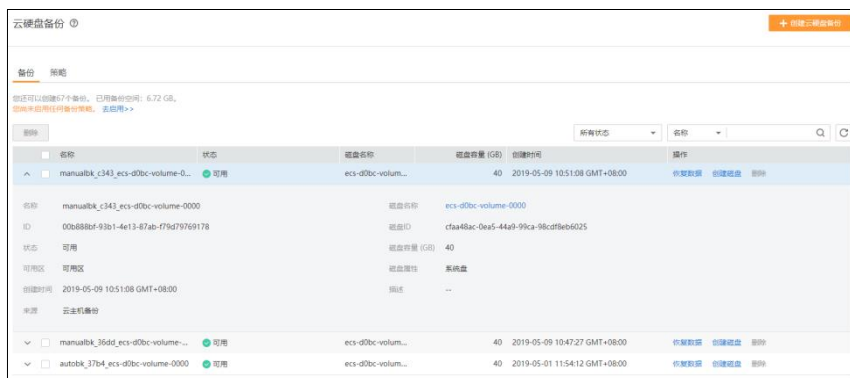 云硬盘备份
+ 创建云硬盘备份
备份 策略
您还可以创建67个备份。 已用备份空间：6.72 GB。
您尚未启用任何备份策略。 去启用>>
删除 所有状态 名称
名称 状态 磁盘名称 磁盘容量 (GB) 创建时间 操作
manualbk_c343_ecs-d0bc-volume-0... 可用 ecs-d0bc-volum... 40 2019-05-09 10:51:08 GMT+08:00 恢复数据 创建磁盘 删除
名称 manualbk_c343_ecs-d0bc-volume-0000 磁盘名称 ecs-d0bc-volume-0000
ID 00b888bf-93b1-4e13-87ab-f79d79769178 磁盘ID cfaa48ac-0ea5-44a9-99ca-98cdf8eb6025
状态 可用 磁盘容量 (GB) 40
可用区 可用区 磁盘属性 系统盘
创建时间 2019-05-09 10:51:08 GMT+08:00 描述 --
来源 云主机备份
manualbk_36dd_ecs-d0bc-volume-... 可用 ecs-d0bc-volum... 40 2019-05-09 10:47:27 GMT+08:00 恢复数据 创建磁盘 删除
autobk_37b4_ecs-d0bc-volume-0000 可用 ecs-d0bc-volum... 40 2019-05-01 11:54:12 GMT+08:00 恢复数据 创建磁盘 删除